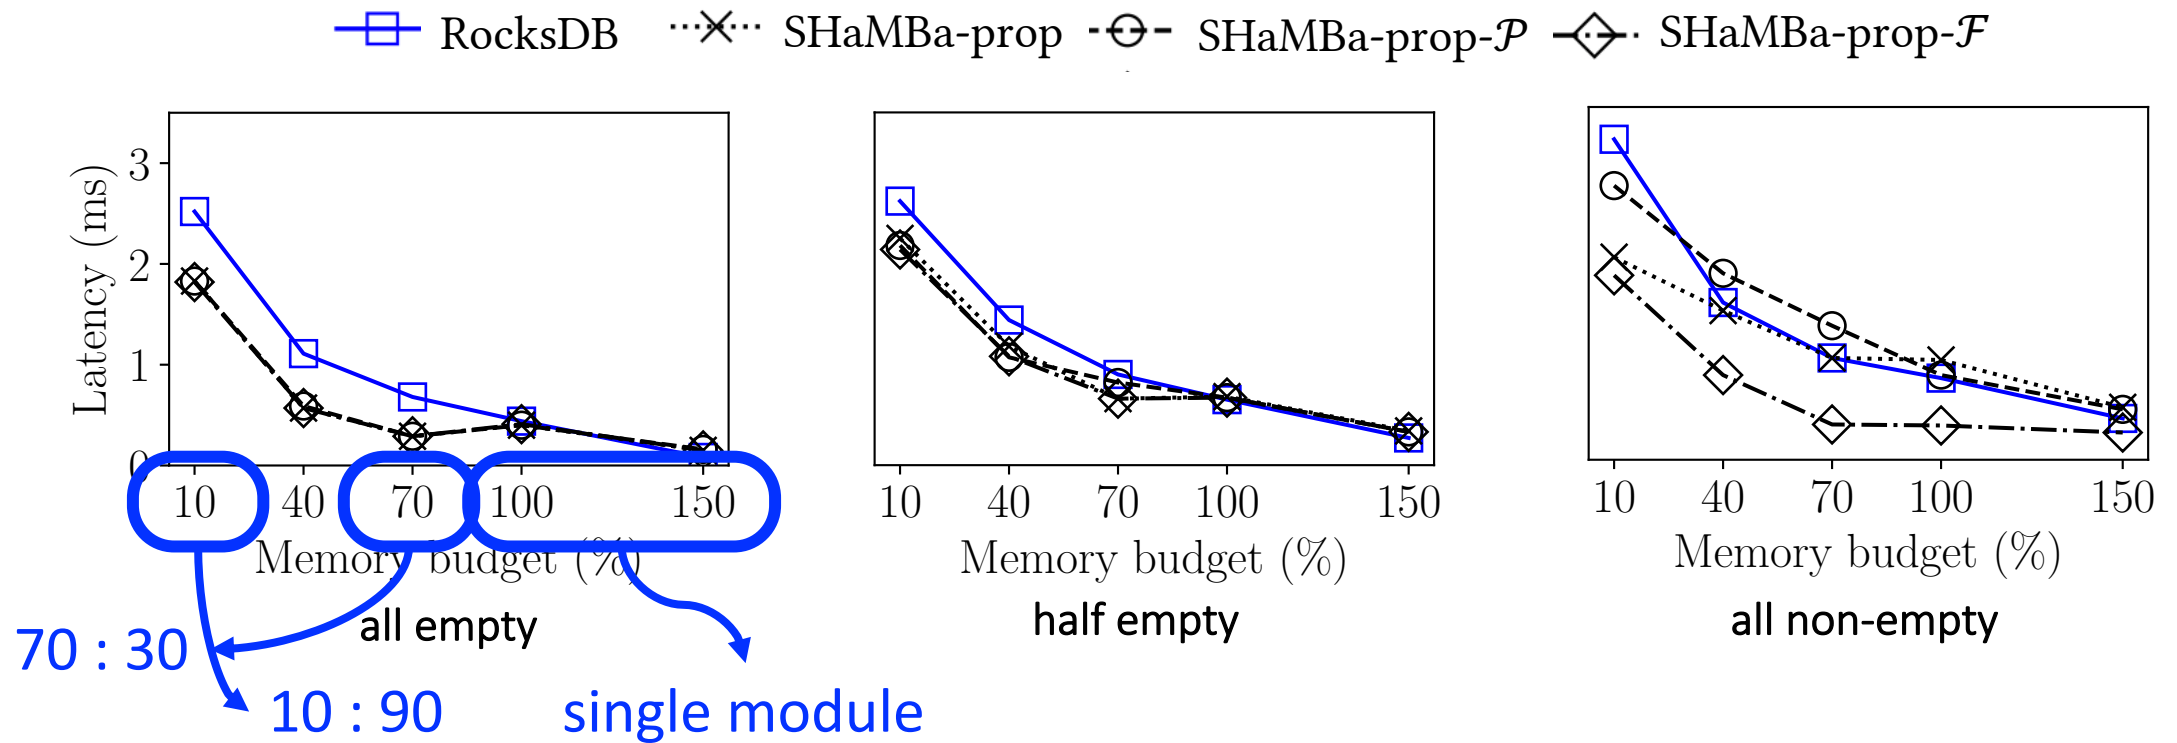 RocksDB SHaMBa-prop SHaMBa-prop-𝒫 SHaMBa-prop-ℱ
Latency (ms)
3
2
1
0
10 40 70 100 150
Memory budget (%)
all empty
10 40 70 100 150
Memory budget (%)
half empty
10 40 70 100 150
Memory budget (%)
all non-empty
70 : 30
10 : 90
single module